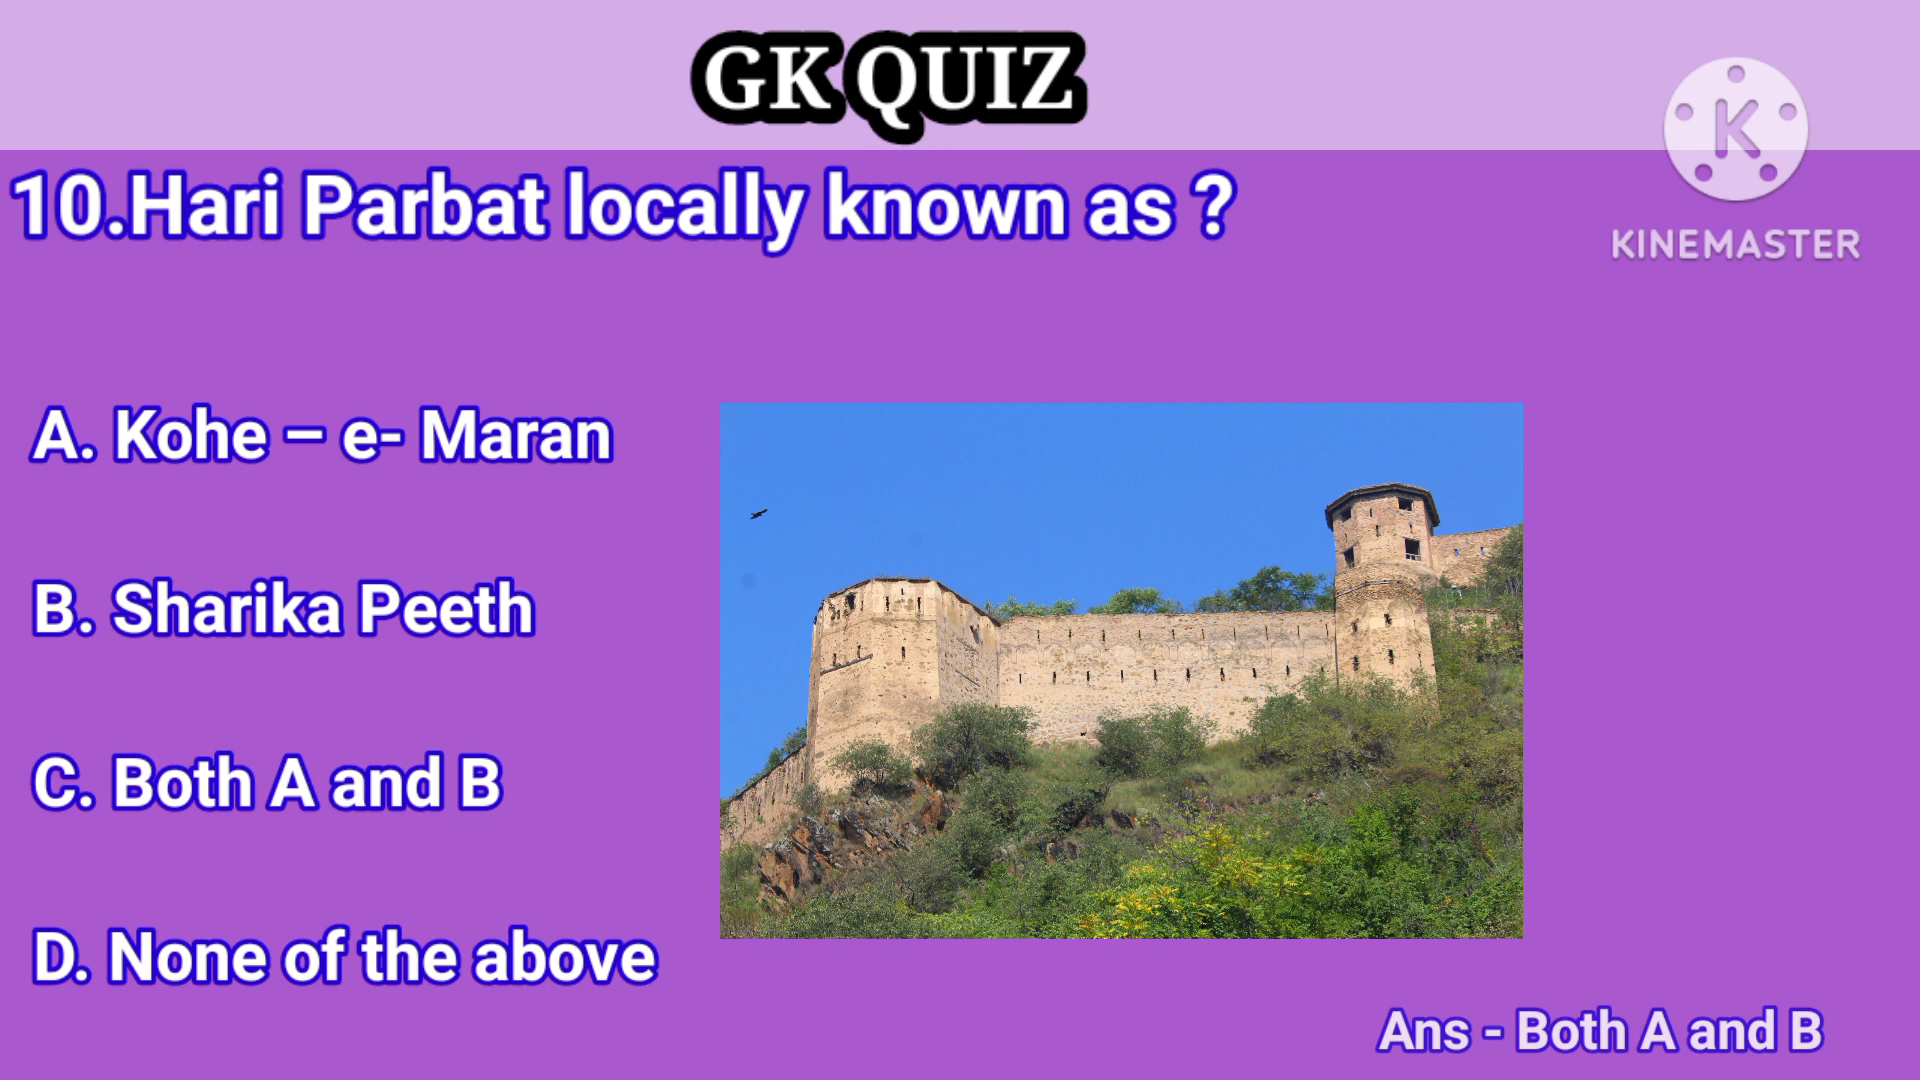 GK QUIZ
K
KINEMASTER
10.Hari Parbat locally known as ?
A. Kohe – e- Maran
B. Sharika Peeth
C. Both A and B
D. None of the above
Ans - Both A and B